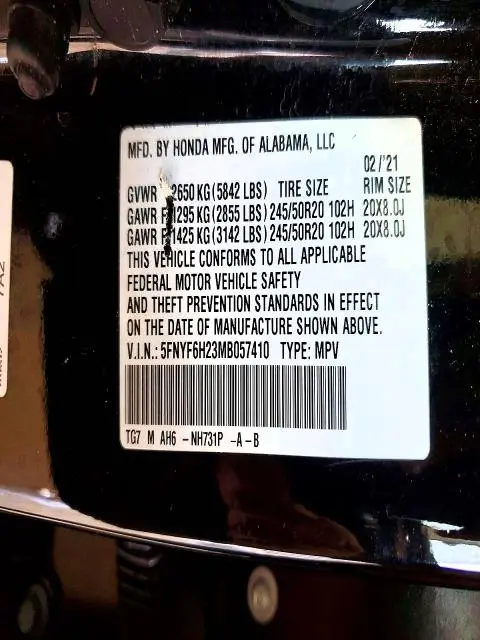 MFD. BY HONDA MFG. OF ALABAMA, LLC
02/'21
GVWR 2650 KG (5842 LBS) TIRE SIZE RIM SIZE
GAWR F 1295 KG (2855 LBS) 245/50R20 102H 20X8.0J
GAWR 1425 KG (3142 LBS) 245/50R20 102H 20X8.0J
THIS VEHICLE CONFORMS TO ALL APPLICABLE
FEDERAL MOTOR VEHICLE SAFETY
AND THEFT PREVENTION STANDARDS IN EFFECT
ON THE DATE OF MANUFACTURE SHOWN ABOVE.
V.I.N.: 5FNYF6H23MB057410 TYPE: MPV
TG7 M AH6 -NH731P -A-B